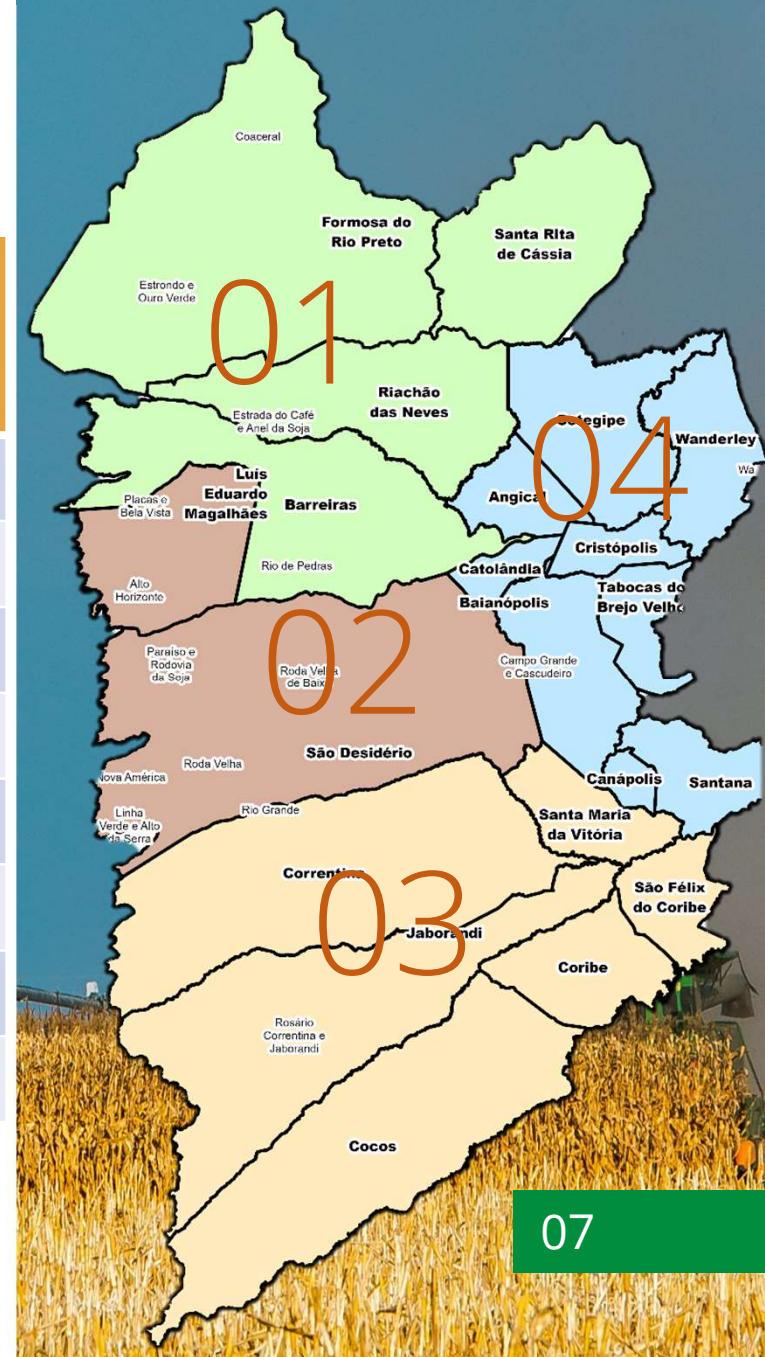 Coaceral
Formosa do
Rio Preto
Santa RIta
de Cássia
Estrondo e
Ouro Verde
01
Riachão
das Neves
Estrada do Café
e Anel da Soja
Cotegipe
Wanderley
Wa
04
Luís
Eduardo
Magalhães
Placas e
Bela Vista
Barreiras
Angical
Cristópolis
Rio de Pedras
Catolândia
Alto
Horizonte
Baianópolis
Tabocas do
Brejo Velho
Paraíso e
Rodovia
da Soja
02
Roda Velha
de Baixo
Campo Grande
e Cascudeiro
São Desidério
Roda Velha
Nova América
Canápolis
Santana
Linha
Verde e Alto
da Serra
Rio Grande
Santa Maria
da Vitória
Correntina
São Félix
do Coribe
03
Jaborandi
Coribe
Rosário
Correntina e
Jaborandi
Cocos
07